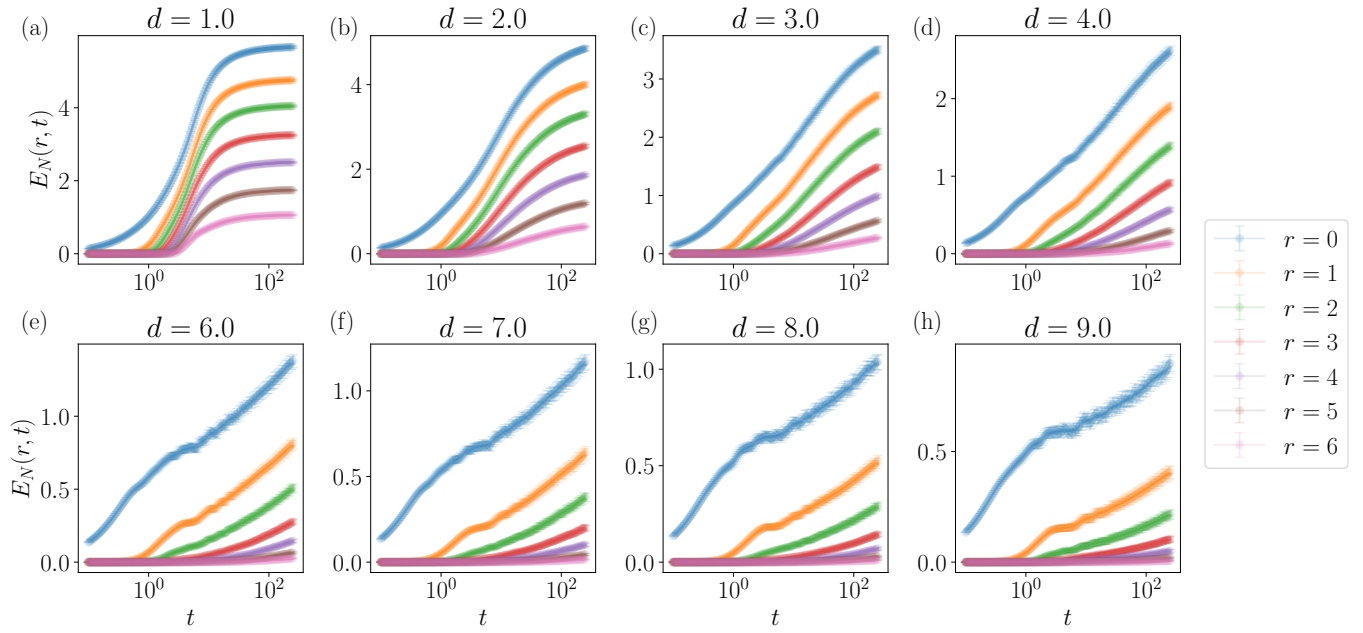 (a) d = 1.0
(b) d = 2.0
(c) d = 3.0
(d) d = 4.0
E_N(r, t)
4
2
0
10^0 10^2
4
2
0
10^0 10^2
3
2
1
0
10^0 10^2
2
1
0
10^0 10^2
(e) d = 6.0
(f) d = 7.0
(g) d = 8.0
(h) d = 9.0
E_N(r, t)
1.0
0.5
0.0
10^0 10^2
t
1.0
0.5
0.0
10^0 10^2
t
1.0
0.5
0.0
10^0 10^2
t
0.5
0.0
10^0 10^2
t
r = 0
r = 1
r = 2
r = 3
r = 4
r = 5
r = 6